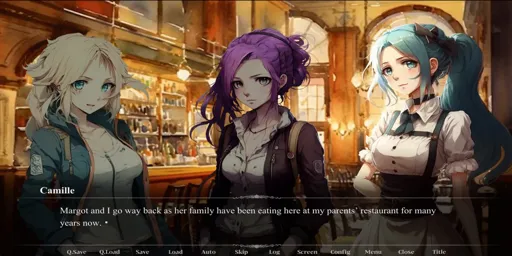 Camille
Margot and I go way back as her family have been eating here at my parents' restaurant for many
years now.
Q.Save Q.Load Save Load Auto Skip Log Screen Config Menu Close Title